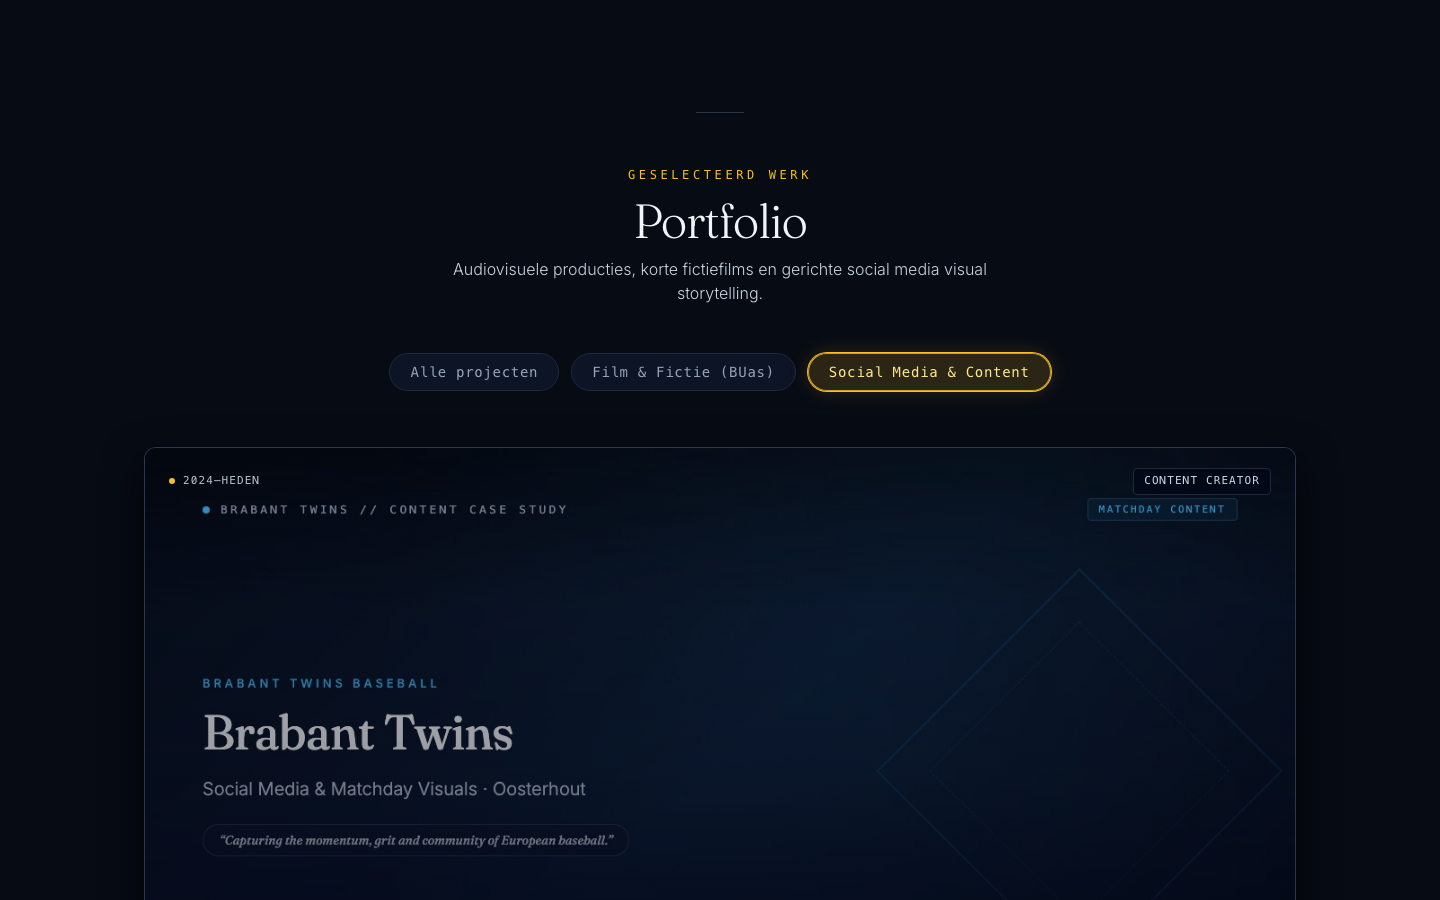 GESELECTEERD WERK
Portfolio
Audiovisuele producties, korte fictiefilms en gerichte social media visual
storytelling.
Alle projecten
Film & Fictie (BUas)
Social Media & Content
2024–HEDEN
CONTENT CREATOR
BRABANT TWINS // CONTENT CASE STUDY
MATCHDAY CONTENT
BRABANT TWINS BASEBALL
Brabant Twins
Social Media & Matchday Visuals · Oosterhout
“Capturing the momentum, grit and community of European baseball.”